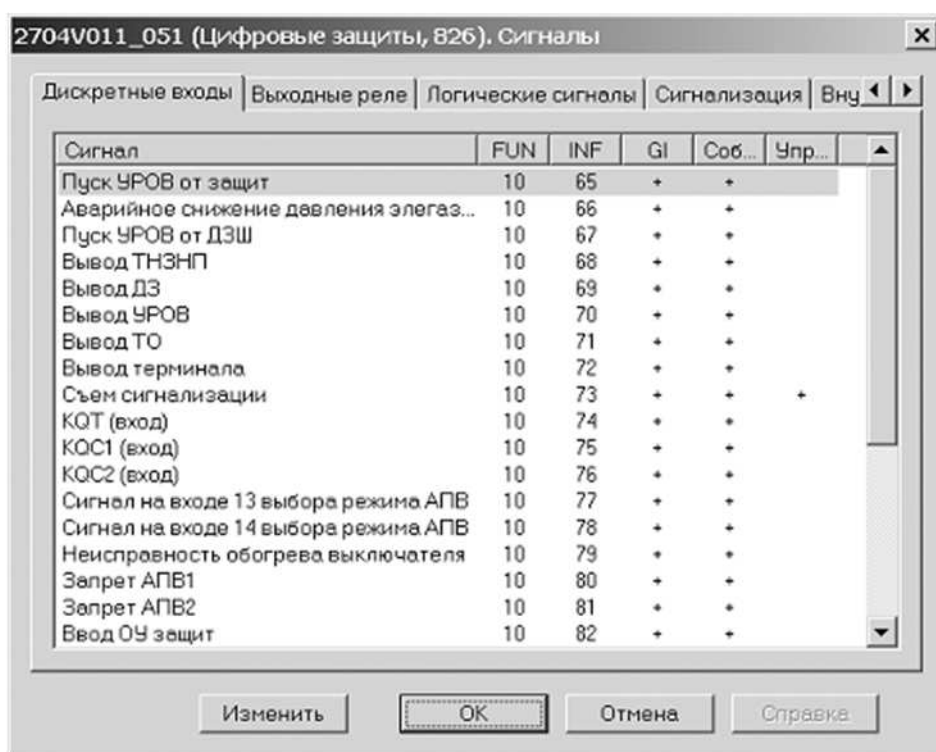 2704V011_051 (Цифровые защиты, 826). Сигналы
Дискретные входы Выходные реле Логические сигналы Сигнализация Вну
Сигнал FUN INF GI Соб... Упр...
Пуск УРОВ от защит 10 65 + +
Аварийное снижение давления элегаз... 10 66 + +
Пуск УРОВ от ДЗШ 10 67 + +
Вывод ТНЗНП 10 68 + +
Вывод ДЗ 10 69 + +
Вывод УРОВ 10 70 + +
Вывод ТО 10 71 + +
Вывод терминала 10 72 + +
Съем сигнализации 10 73 + + +
KQT (вход) 10 74 + +
KQC1 (вход) 10 75 + +
KQC2 (вход) 10 76 + +
Сигнал на входе 13 выбора режима АПВ 10 77 + +
Сигнал на входе 14 выбора режима АПВ 10 78 + +
Неисправность обогрева выключателя 10 79 + +
Запрет АПВ1 10 80 + +
Запрет АПВ2 10 81 + +
Ввод ОУ защит 10 82 + +
Изменить OK Отмена Справка